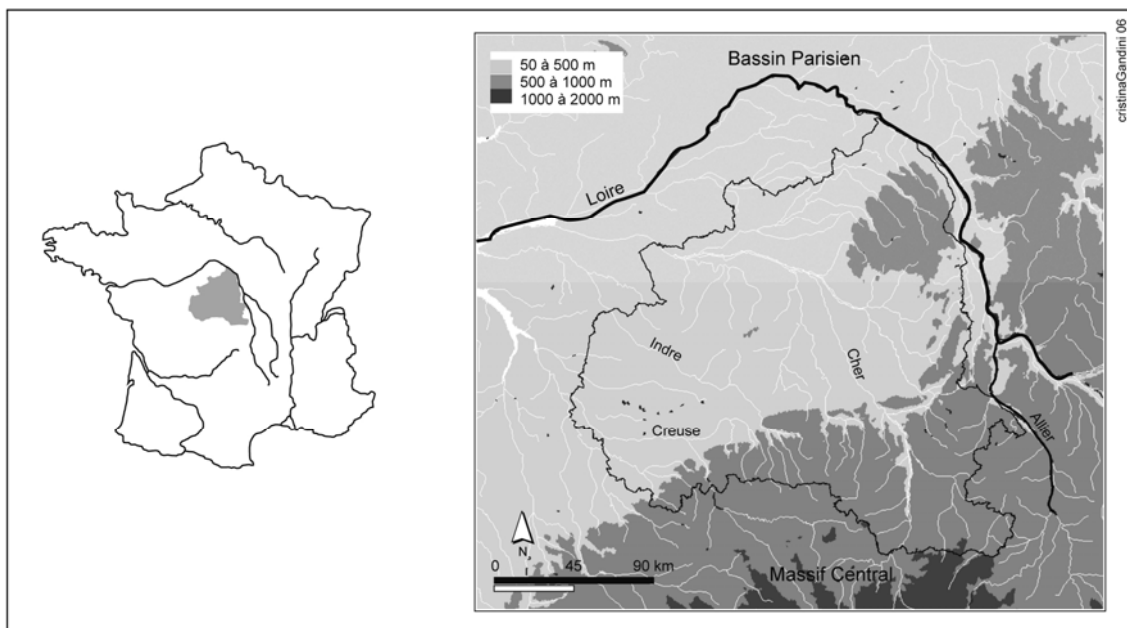 cristinaGandini 06
50 à 500 m
500 à 1000 m
1000 à 2000 m
Bassin Parisien
Loire
Indre
Cher
Creuse
Allier
N
0 45 90 km
Massif Central